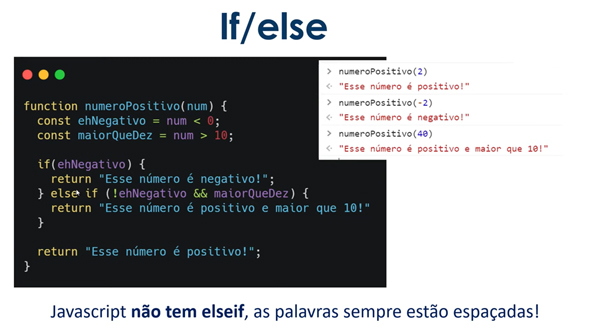 If/else
function numeroPositivo(num) {
const ehNegativo = num < 0;
const maiorQueDez = num > 10;
if(ehNegativo) {
return "Esse número é negativo!";
} else if (!ehNegativo && maiorQueDez) {
return "Esse número é positivo e maior que 10!"
}
return "Esse número é positivo!";
}
> numeroPositivo(2)
< "Esse número é positivo!"
> numeroPositivo(-2)
< "Esse número é negativo!"
> numeroPositivo(40)
< "Esse número é positivo e maior que 10!"
Javascript não tem elseif, as palavras sempre estão espaçadas!